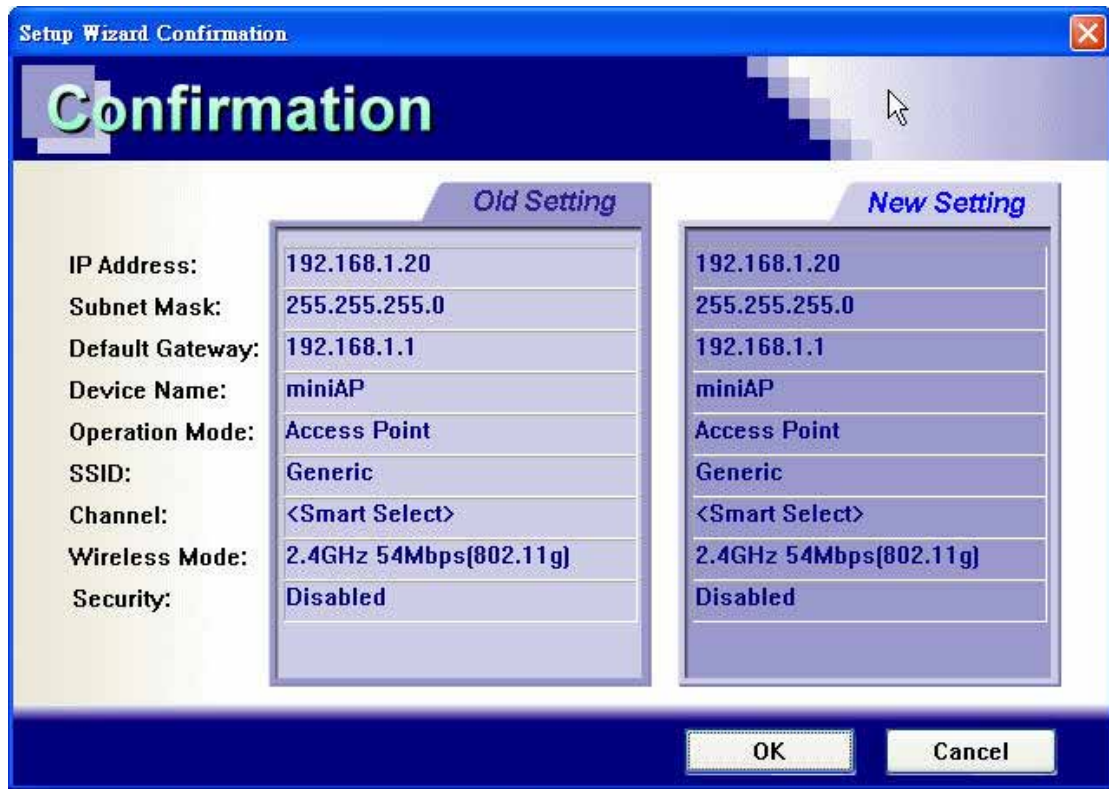 Setup Wizard Confirmation
Confirmation
Old Setting New Setting
IP Address: 192.168.1.20 192.168.1.20
Subnet Mask: 255.255.255.0 255.255.255.0
Default Gateway: 192.168.1.1 192.168.1.1
Device Name: miniAP miniAP
Operation Mode: Access Point Access Point
SSID: Generic Generic
Channel: <Smart Select> <Smart Select>
Wireless Mode: 2.4GHz 54Mbps(802.11g) 2.4GHz 54Mbps(802.11g)
Security: Disabled Disabled
OK Cancel